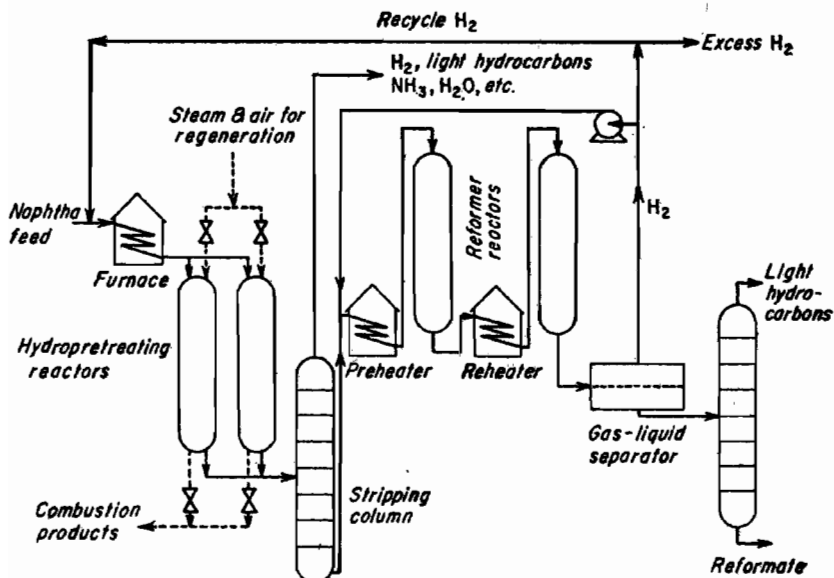 Recycle H₂
Excess H₂
H₂, light hydrocarbons
NH₃, H₂O, etc.
Steam & air for
regeneration
Naphtha
feed
Furnace
Reformer
reactors
H₂
Light
hydro-
carbons
Hydropretreating
reactors
Preheater
Reheater
Gas-liquid
separator
Stripping
column
Combustion
products
Reformate